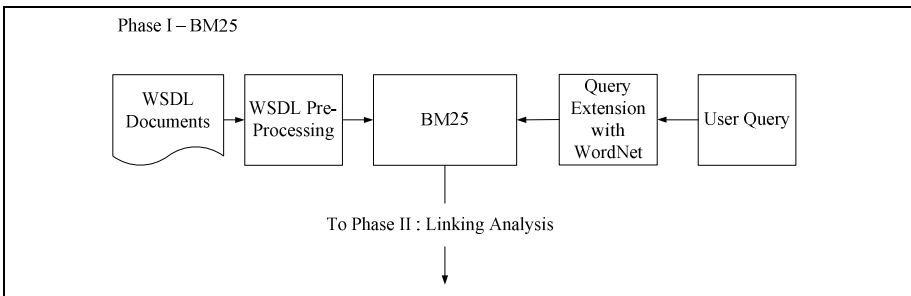 Phase I – BM25
WSDL
Documents
WSDL Pre-
Processing
BM25
Query
Extension
with
WordNet
User Query
To Phase II : Linking Analysis